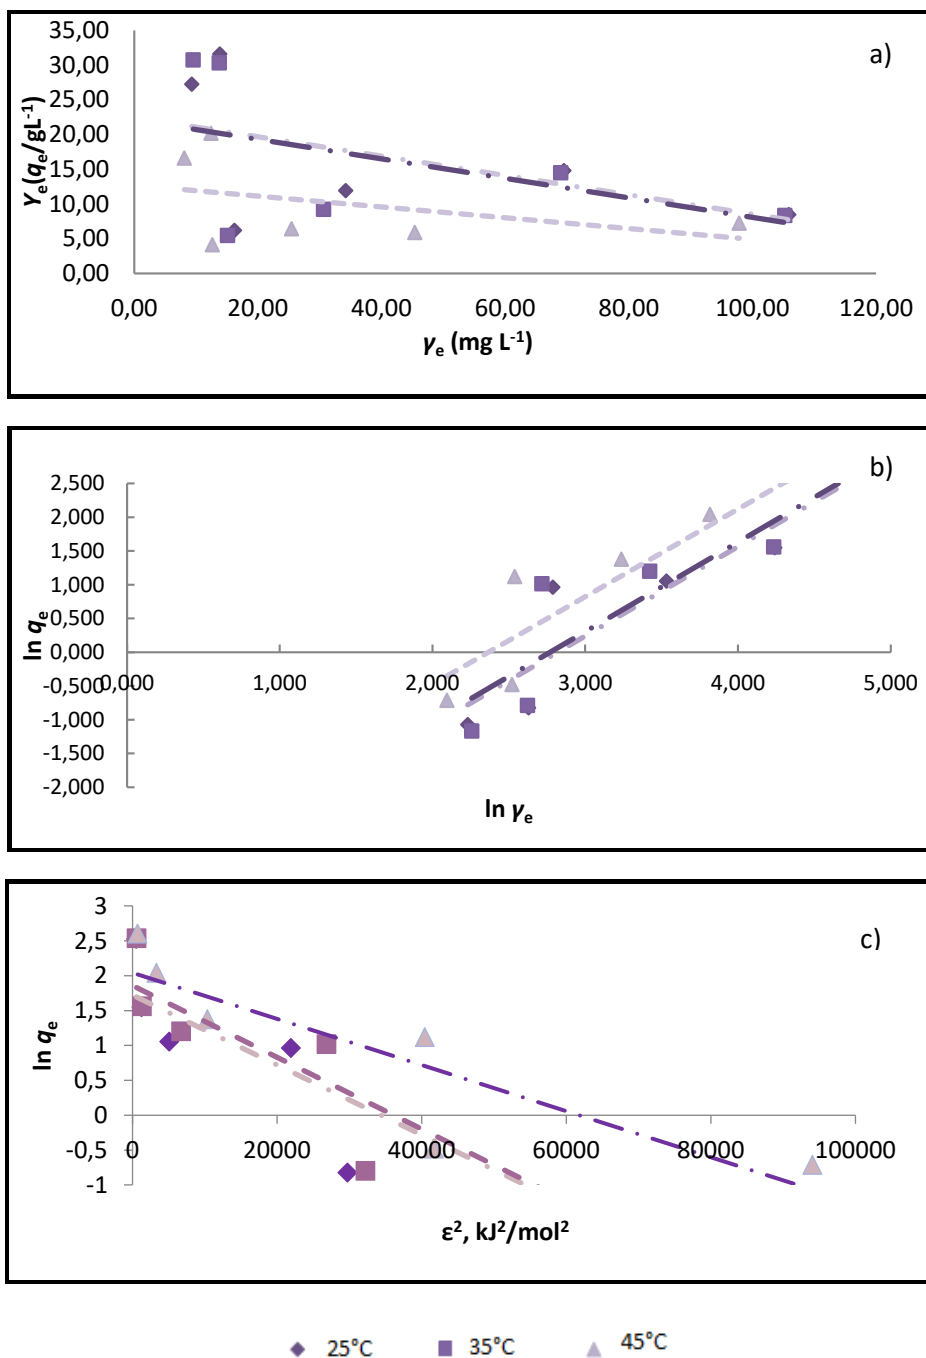 a)
35,00
30,00
25,00
20,00
15,00
10,00
5,00
0,00
Yₑ(qₑ/gL⁻¹)
0,00 20,00 40,00 60,00 80,00 100,00 120,00
γₑ (mg L⁻¹)
b)
2,500
2,000
1,500
1,000
0,500
0,000
-0,500
-1,000
-1,500
-2,000
ln qₑ
0,000 1,000 2,000 3,000 4,000 5,000
ln γₑ
c)
3
2,5
2
1,5
1
0,5
0
-0,5
-1
ln qₑ
0 20000 40000 60000 80000 100000
ε², kJ²/mol²
25°C 35°C 45°C